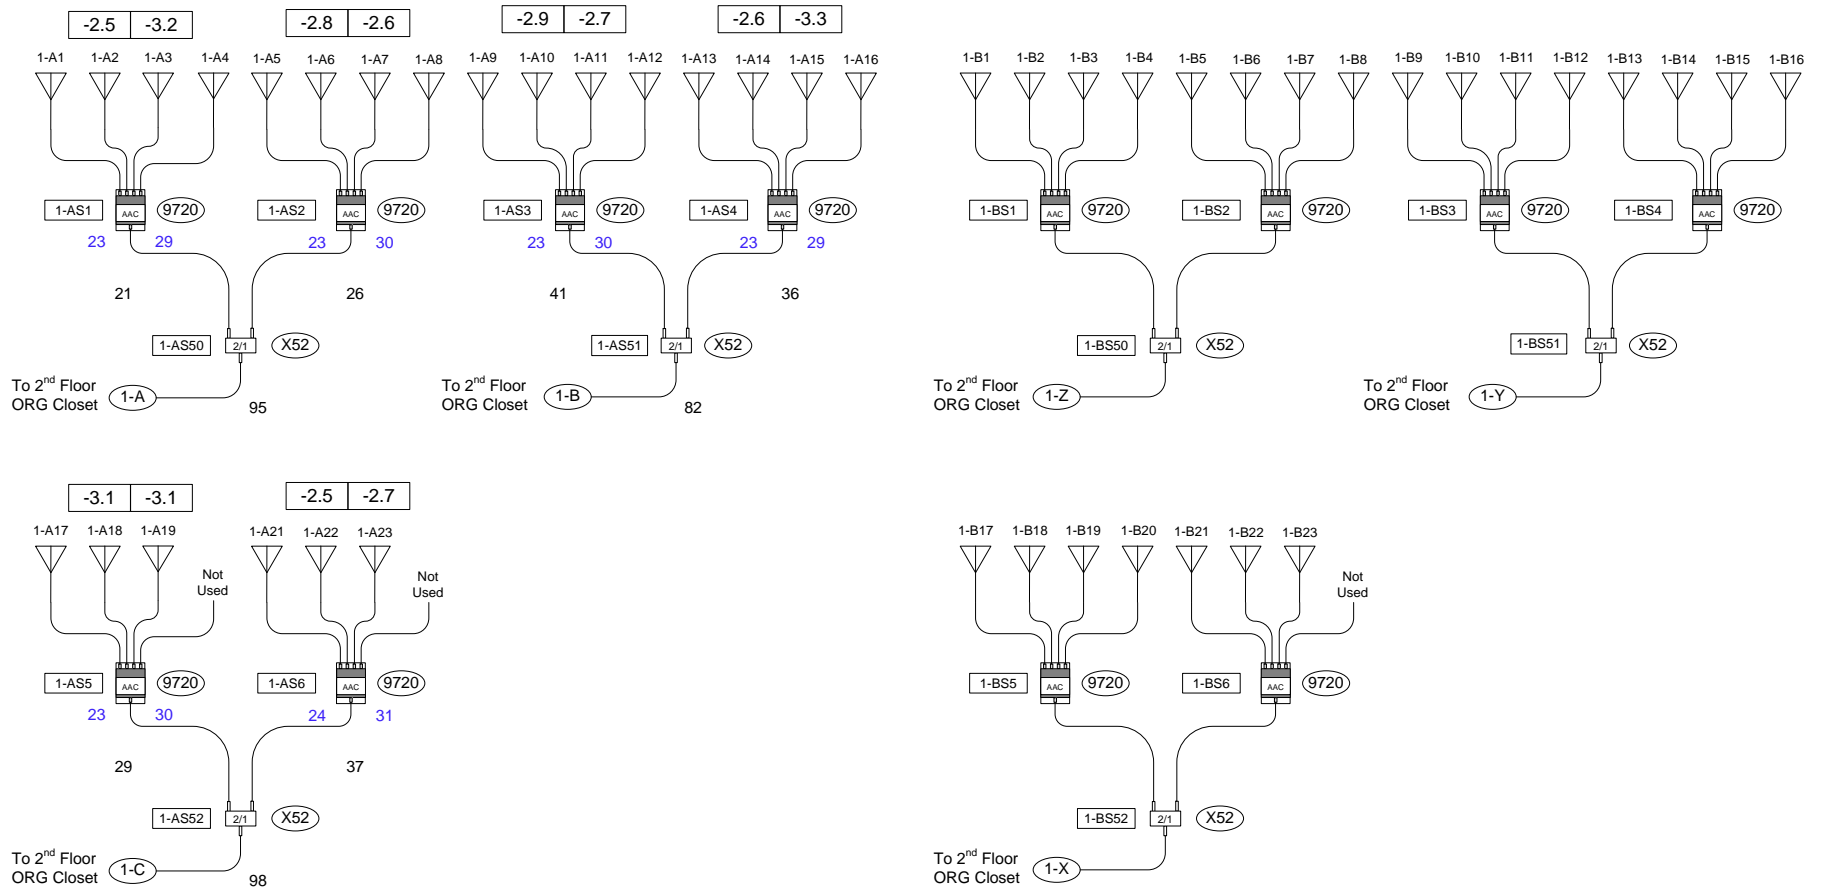 -2.5 -3.2 -2.8 -2.6 -2.9 -2.7 -2.6 -3.3
1-A1 1-A2 1-A3 1-A4 1-A5 1-A6 1-A7 1-A8 1-A9 1-A10 1-A11 1-A12 1-A13 1-A14 1-A15 1-A16 1-B1 1-B2 1-B3 1-B4 1-B5 1-B6 1-B7 1-B8 1-B9 1-B10 1-B11 1-B12 1-B13 1-B14 1-B15 1-B16
1-AS1 AAC 9720 1-AS2 AAC 9720 1-AS3 AAC 9720 1-AS4 AAC 9720 1-BS1 AAC 9720 1-BS2 AAC 9720 1-BS3 AAC 9720 1-BS4 AAC 9720
23 29 23 30 23 30 23 29
21 26 41 36
1-AS50 2/1 X52 1-AS51 2/1 X52 1-BS50 2/1 X52 1-BS51 2/1 X52
To 2nd Floor
ORG Closet
1-A
95
To 2nd Floor
ORG Closet
1-B
82
To 2nd Floor
ORG Closet
1-Z
To 2nd Floor
ORG Closet
1-Y
-3.1 -3.1 -2.5 -2.7
1-A17 1-A18 1-A19 1-A21 1-A22 1-A23 1-B17 1-B18 1-B19 1-B20 1-B21 1-B22 1-B23
Not
Used
Not
Used
Not
Used
1-AS5 AAC 9720 1-AS6 AAC 9720 1-BS5 AAC 9720 1-BS6 AAC 9720
23 30 24 31
29 37
1-AS52 2/1 X52 1-BS52 2/1 X52
To 2nd Floor
ORG Closet
1-C
98
To 2nd Floor
ORG Closet
1-X